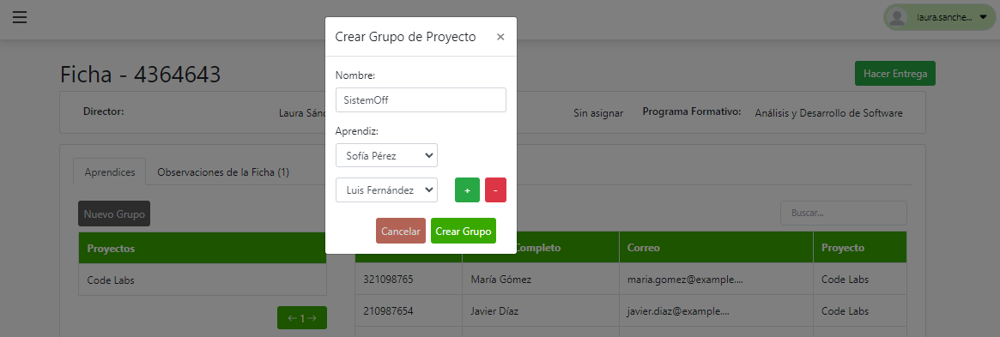 laura.sanche...
Crear Grupo de Proyecto ×
Ficha - 4364643
Hacer Entrega
Nombre:
SistemOff
Director:
Laura Sánc
Sin asignar
Programa Formativo:
Análisis y Desarrollo de Software
Aprendiz:
Sofía Pérez
Aprendices
Observaciones de la Ficha (1)
Luis Fernández
+ -
Nuevo Grupo
Buscar...
Cancelar
Crear Grupo
Proyectos
Completo
Correo
Proyecto
Code Labs
321098765
María Gómez
maria.gomez@example....
Code Labs
← 1 →
210987654
Javier Díaz
javier.diaz@example....
Code Labs